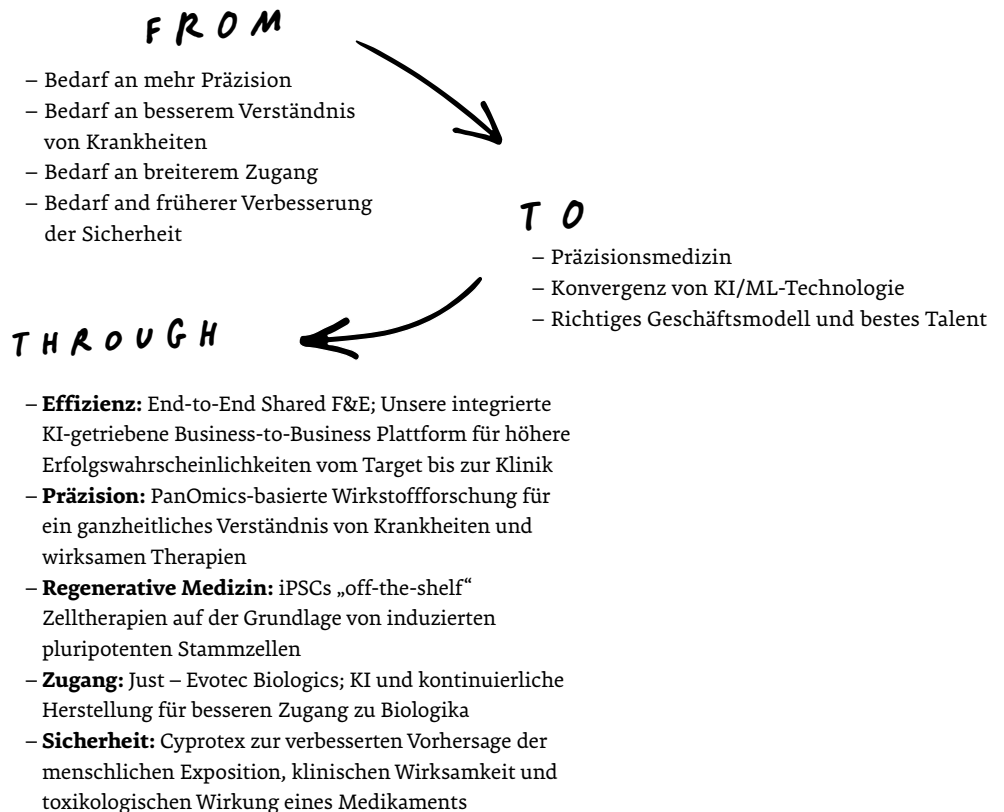 FROM
– Bedarf an mehr Präzision
– Bedarf an besserem Verständnis
von Krankheiten
– Bedarf an breiterem Zugang
– Bedarf and früherer Verbesserung
der Sicherheit
TO
– Präzisionsmedizin
– Konvergenz von KI/ML-Technologie
– Richtiges Geschäftsmodell und bestes Talent
THROUGH
– Effizienz: End-to-End Shared F&E; Unsere integrierte
KI-getriebene Business-to-Business Plattform für höhere
Erfolgswahrscheinlichkeiten vom Target bis zur Klinik
– Präzision: PanOmics-basierte Wirkstoffforschung für
ein ganzheitliches Verständnis von Krankheiten und
wirksamen Therapien
– Regenerative Medizin: iPSCs „off-the-shelf“
Zelltherapien auf der Grundlage von induzierten
pluripotenten Stammzellen
– Zugang: Just – Evotec Biologics; KI und kontinuierliche
Herstellung für besseren Zugang zu Biologika
– Sicherheit: Cyprotex zur verbesserten Vorhersage der
menschlichen Exposition, klinischen Wirksamkeit und
toxikologischen Wirkung eines Medikaments